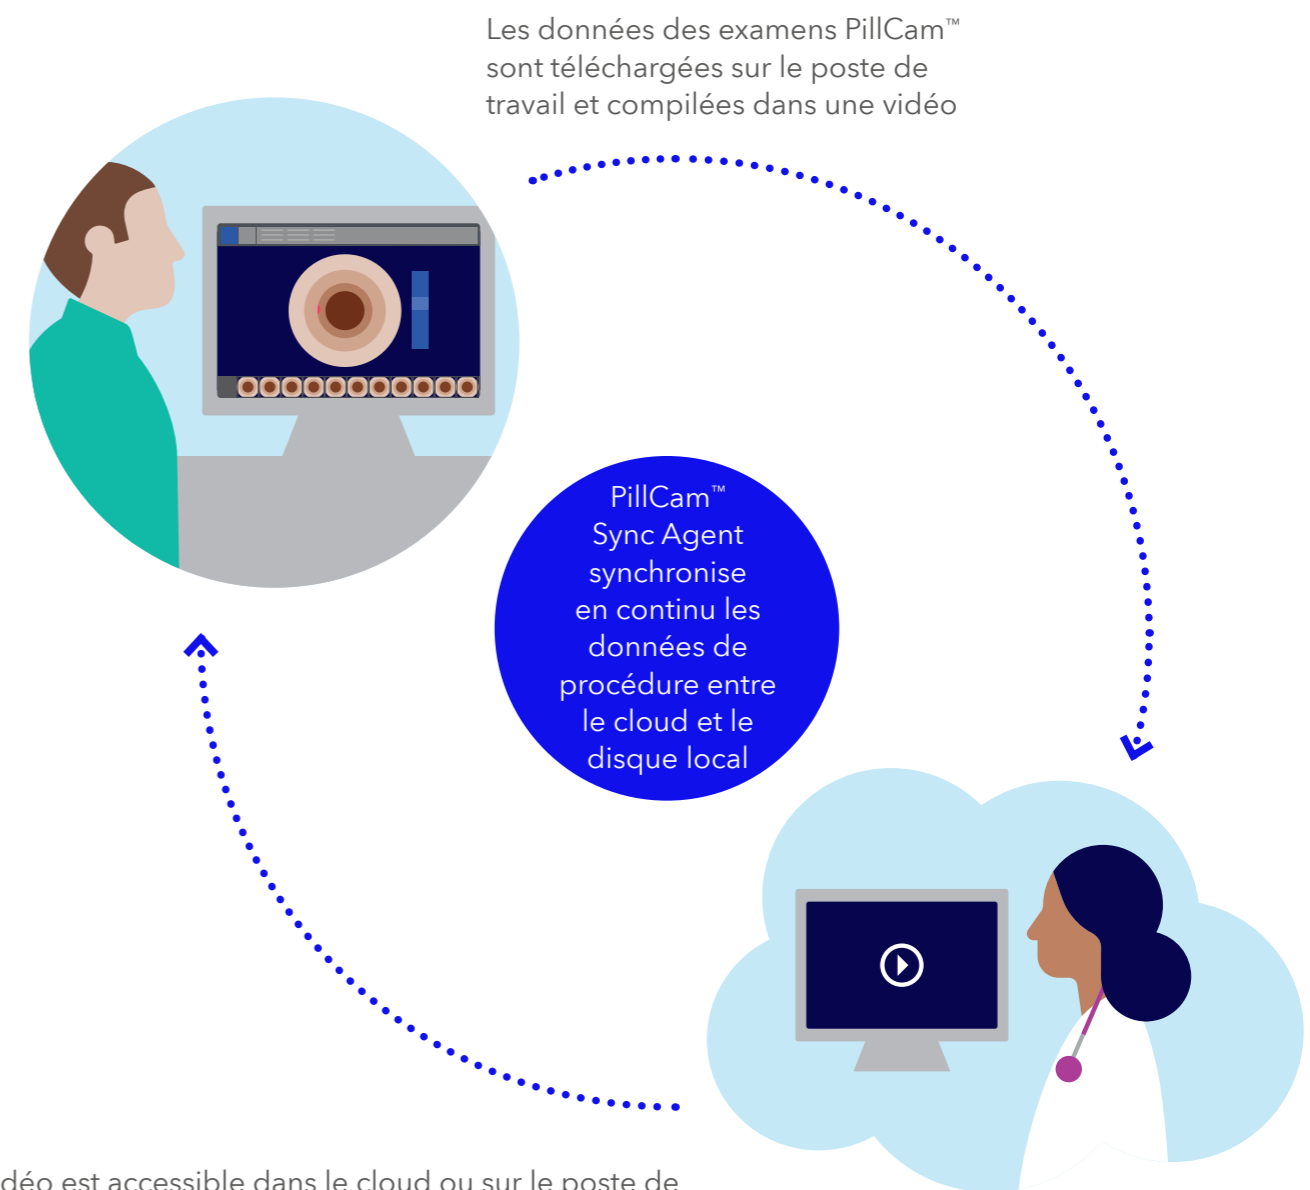 Les données des examens PillCam™
sont téléchargées sur le poste de
travail et compilées dans une vidéo
PillCam™
Sync Agent
synchronise
en continu les
données de
procédure entre
le cloud et le
disque local
est accessible dans le cloud ou sur le poste de